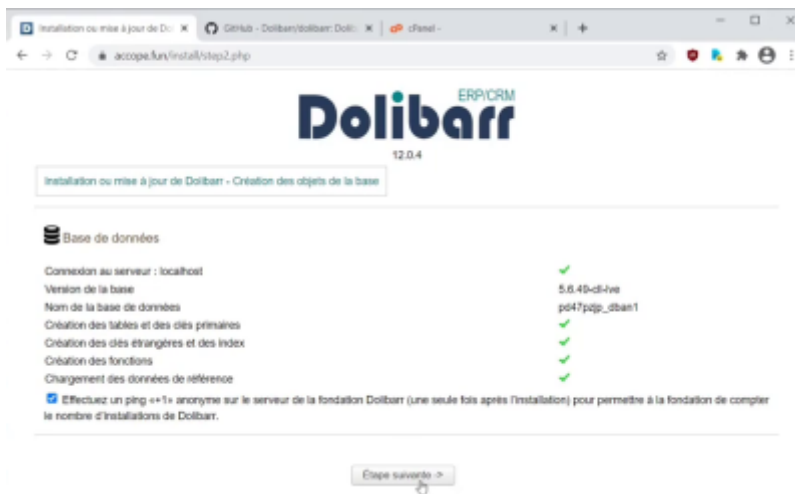 Installation ou mise à jour de Do
GitHub - Dolibarr/dolibarr: Doli
cPanel -
accope.fun/install/step2.php
Dolibarr
ERP/CRM
12.0.4
Installation ou mise à jour de Dolibarr - Création des objets de la base
Base de données
Connexion au serveur : localhost
Version de la base 5.6.49-cll-lve
Nom de la base de données pd47pzjp_dban1
Création des tables et des clés primaires
Création des clés étrangères et des index
Création des fonctions
Chargement des données de référence
Effectuez un ping «+1» anonyme sur le serveur de la fondation Dolibarr (une seule fois après l'installation) pour permettre à la fondation de compter
le nombre d'installations de Dolibarr.
Étape suivante ->